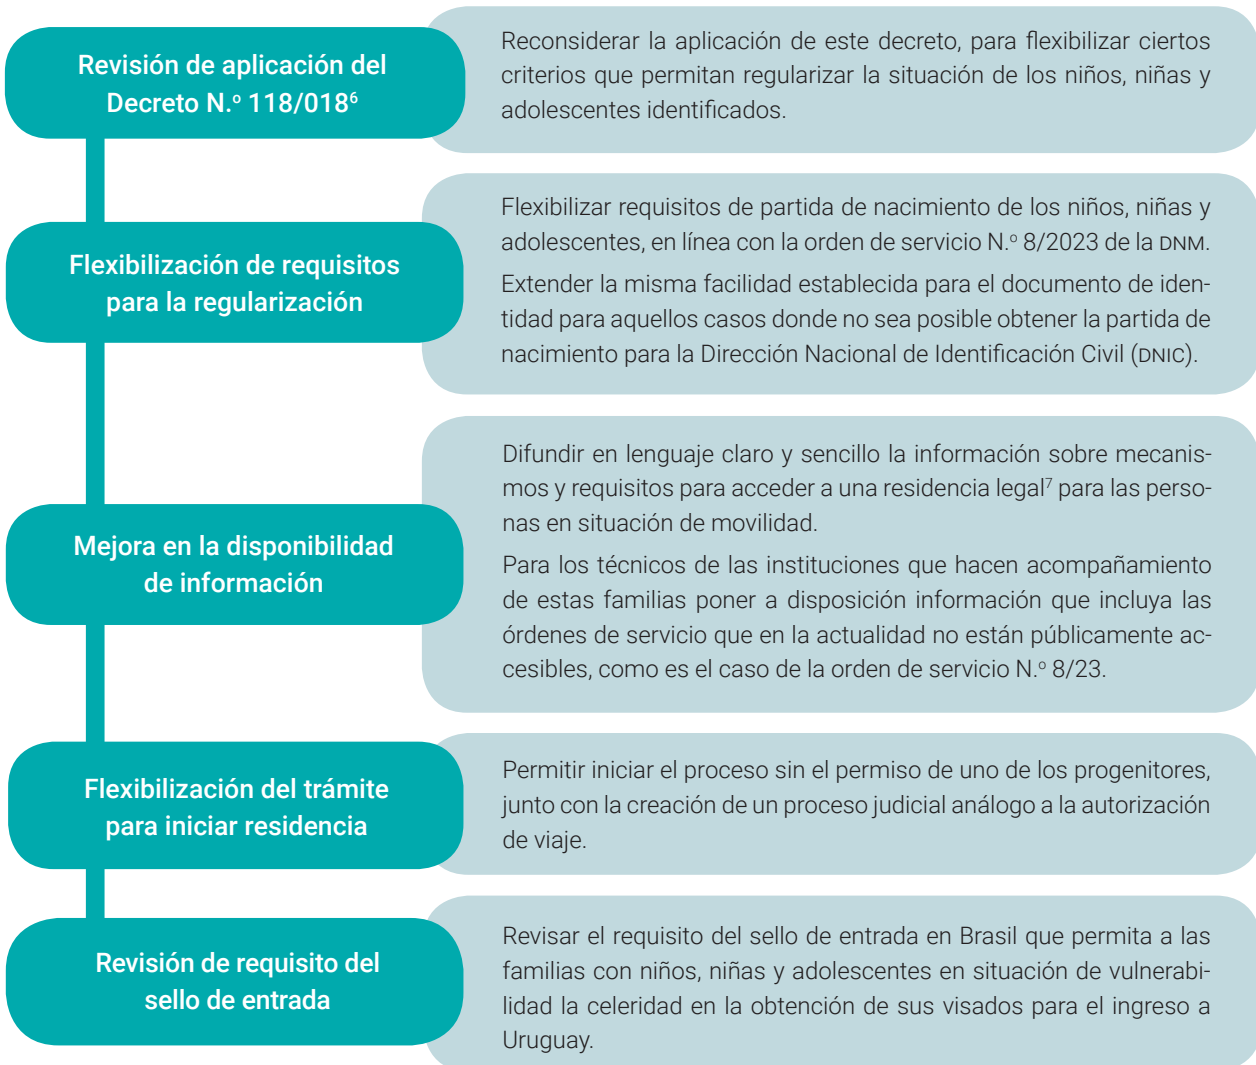 Revisión de aplicación del
Decreto N.º 118/018⁶
Reconsiderar la aplicación de este decreto, para flexibilizar ciertos
criterios que permitan regularizar la situación de los niños, niñas y
adolescentes identificados.
Flexibilización de requisitos
para la regularización
Flexibilizar requisitos de partida de nacimiento de los niños, niñas y
adolescentes, en línea con la orden de servicio N.º 8/2023 de la DNM.
Extender la misma facilidad establecida para el documento de iden-
tidad para aquellos casos donde no sea posible obtener la partida de
nacimiento para la Dirección Nacional de Identificación Civil (DNIC).
Mejora en la disponibilidad
de información
Difundir en lenguaje claro y sencillo la información sobre mecanis-
mos y requisitos para acceder a una residencia legal⁷ para las perso-
nas en situación de movilidad.
Para los técnicos de las instituciones que hacen acompañamiento
de estas familias poner a disposición información que incluya las
órdenes de servicio que en la actualidad no están públicamente ac-
cesibles, como es el caso de la orden de servicio N.º 8/23.
Flexibilización del trámite
para iniciar residencia
Permitir iniciar el proceso sin el permiso de uno de los progenitores,
junto con la creación de un proceso judicial análogo a la autorización
de viaje.
Revisión de requisito del
sello de entrada
Revisar el requisito del sello de entrada en Brasil que permita a las
familias con niños, niñas y adolescentes en situación de vulnerabi-
lidad la celeridad en la obtención de sus visados para el ingreso a
Uruguay.